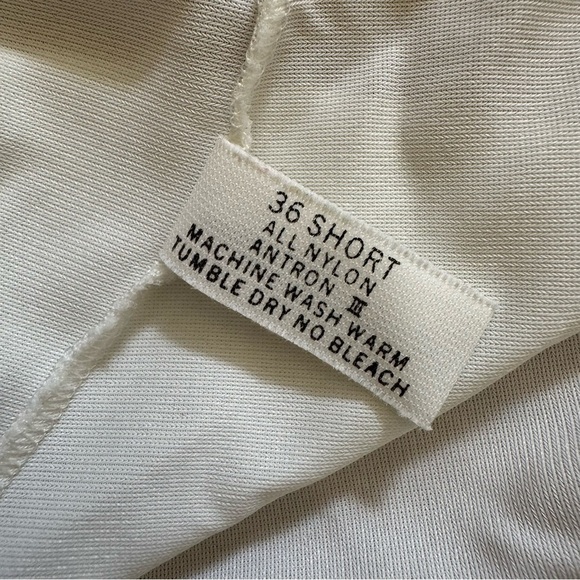 36 SHORT
ALL NYLON
ANTRON III
MACHINE WASH WARM
TUMBLE DRY NO BLEACH